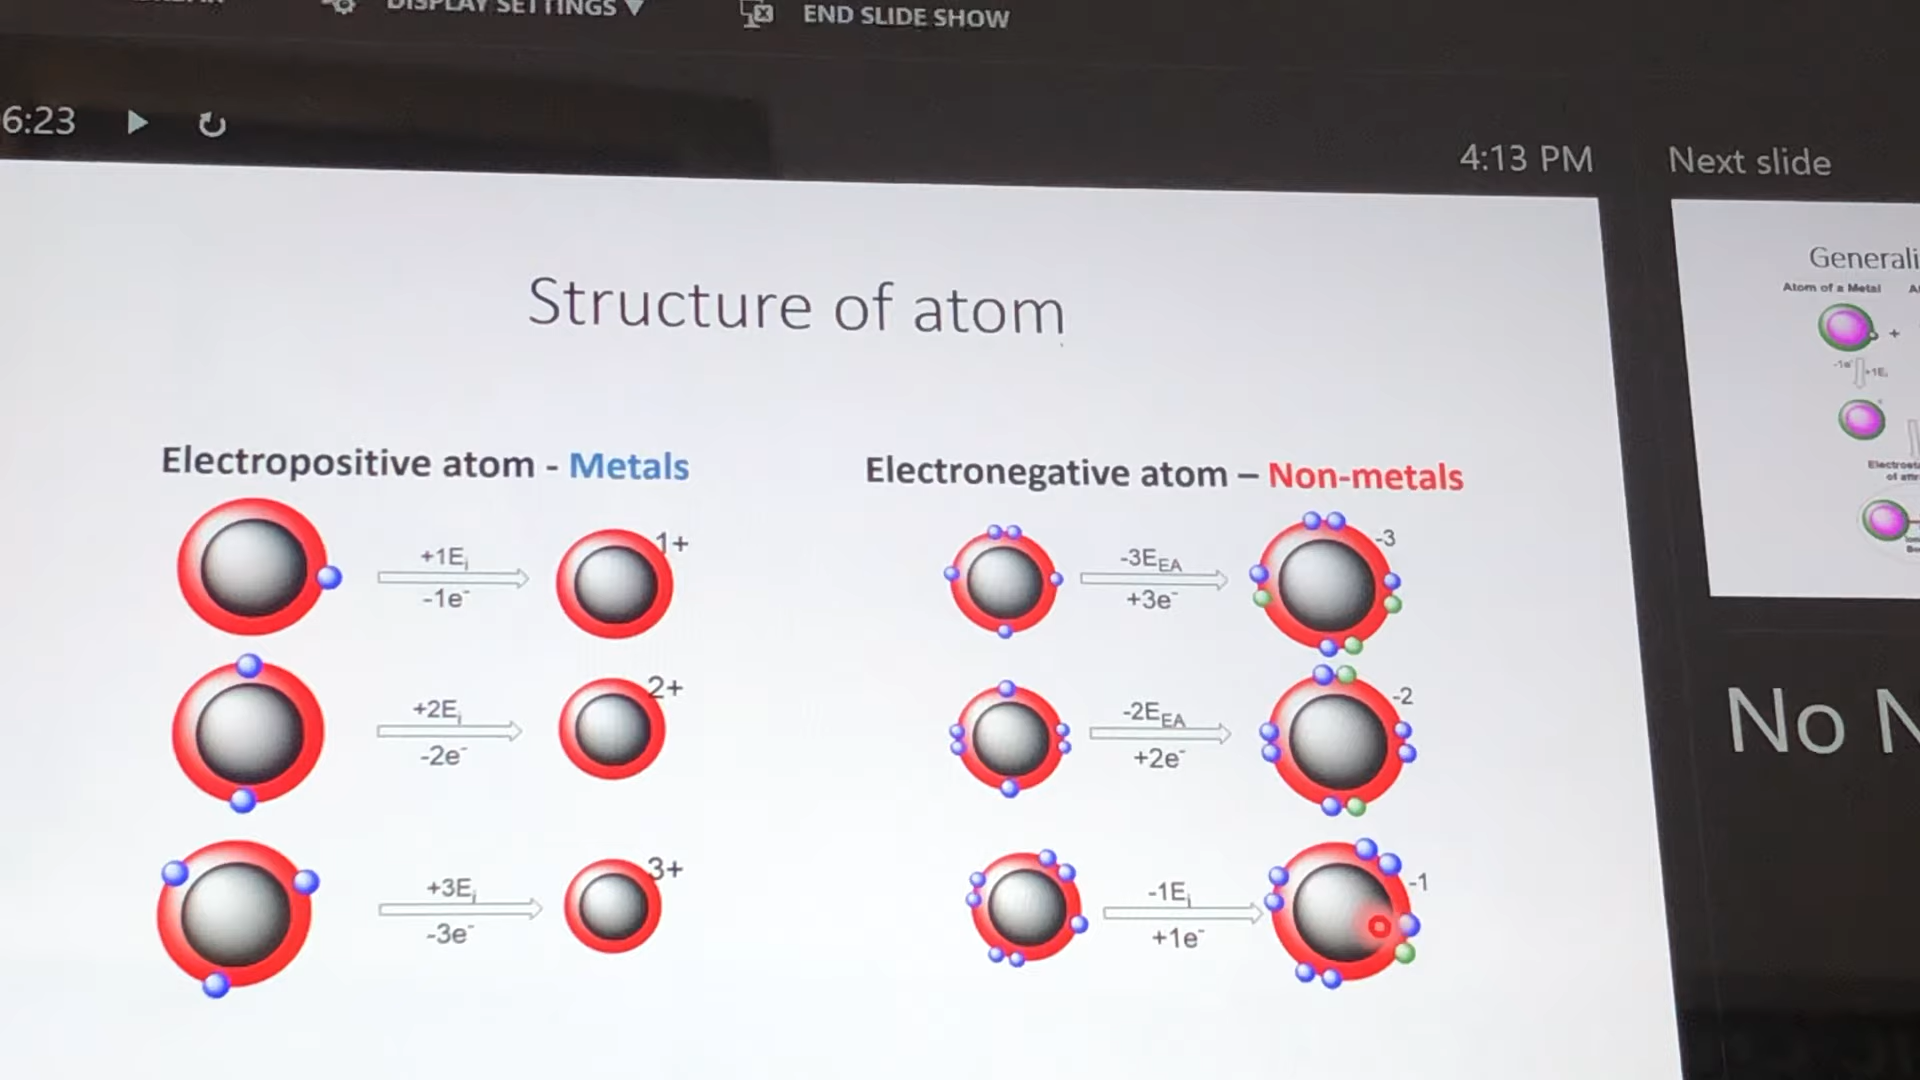 DISPLAY SETTINGS
END SLIDE SHOW
6:23
4:13 PM
Next slide
Structure of atom
Electropositive atom - Metals
+1Ei
-1e-
1+
+2Ei
-2e-
2+
+3Ei
-3e-
3+
Electronegative atom – Non-metals
-3EEA
+3e-
-3
-2EEA
+2e-
-2
-1Ei
+1e-
-1
Atom of a Metal
+
-1e-
+1Ei
No